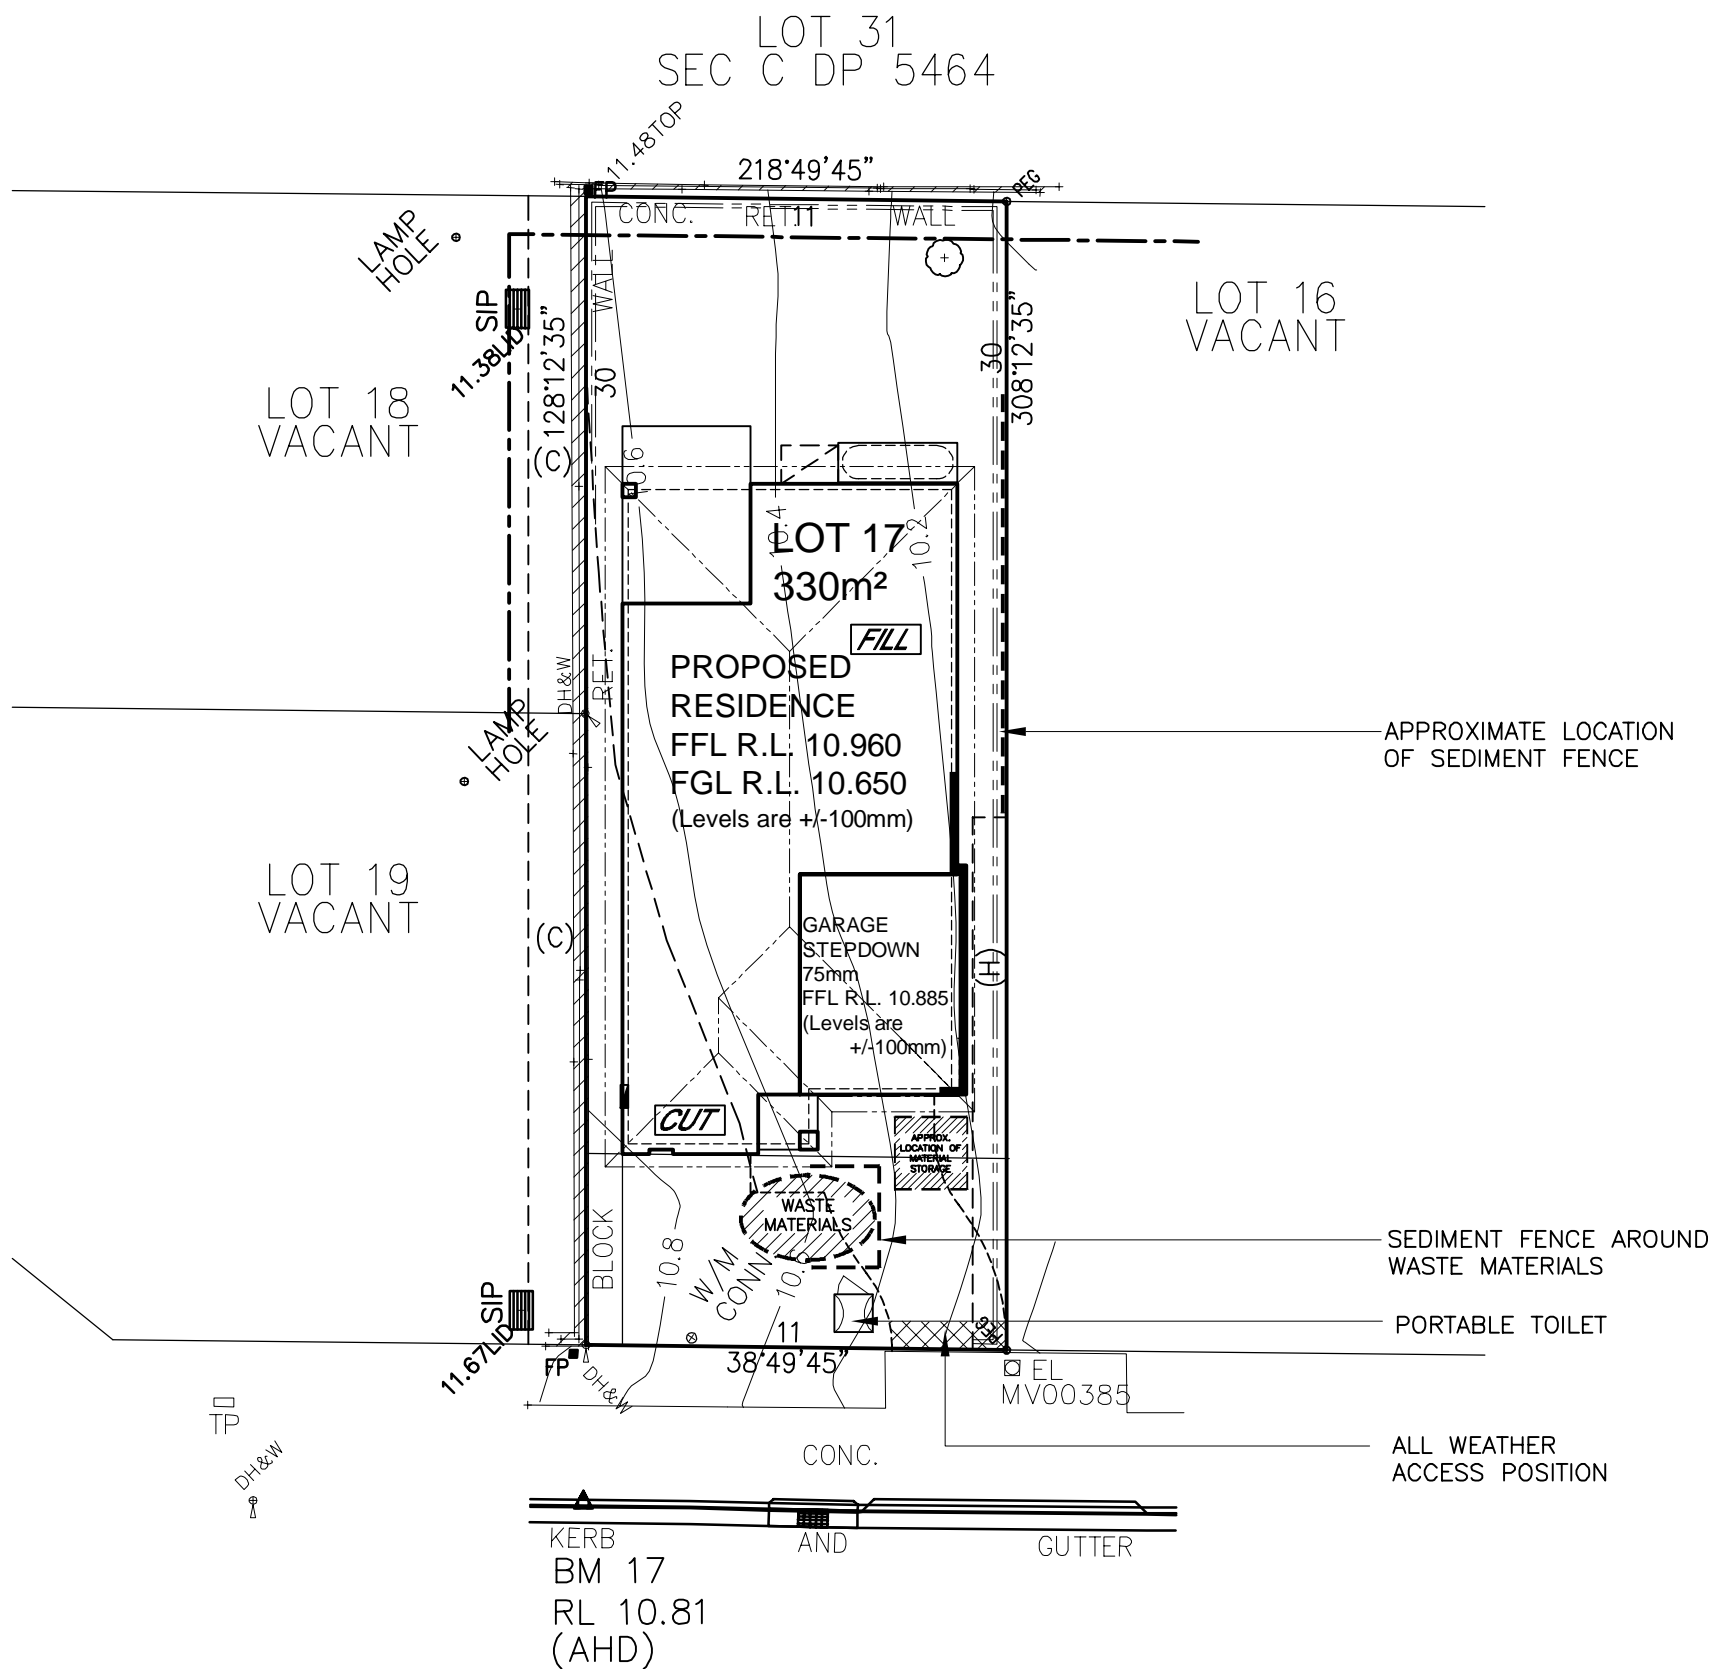 LOT 31
SEC C DP 5464
11.48TOP
218°49'45"
FP
PEG
CONC.
RET.
11
WALL
LAMP
HOLE
WALL
SIP
11.38LID
128°12'35"
30
30
308°12'35"
LOT 16
VACANT
LOT 18
VACANT
(C)
10.4
10.2
LOT 17
330m²
FILL
PROPOSED
RESIDENCE
FFL R.L. 10.960
FGL R.L. 10.650
(Levels are +/-100mm)
DH&W
RET.
LAMP
HOLE
APPROXIMATE LOCATION
OF SEDIMENT FENCE
LOT 19
VACANT
(C)
GARAGE
STEPDOWN
75mm
FFL R.L. 10.885
(Levels are
+/-100mm)
(H)
CUT
APPROX.
LOCATION OF
MATERIAL
STORAGE
WASTE
MATERIALS
BLOCK
10.8
W/M
CONN
SEDIMENT FENCE AROUND
WASTE MATERIALS
SIP
11.67LID
PORTABLE TOILET
PEG
11
38°49'45"
FP
DH&W
EL
MV00385
TP
DH&W
CONC.
ALL WEATHER
ACCESS POSITION
KERB
AND
GUTTER
BM 17
RL 10.81
(AHD)